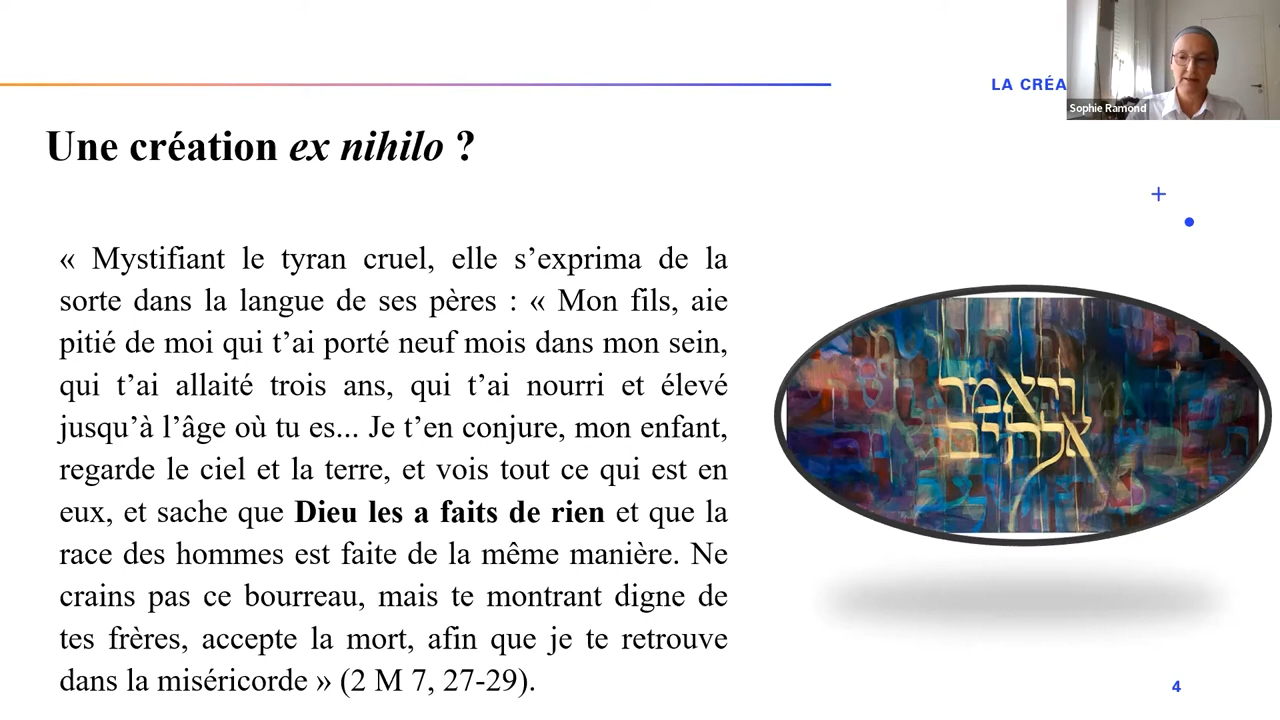 LA CRÉA
Sophie Ramond
Une création ex nihilo ?
« Mystifiant le tyran cruel, elle s’exprima de la
sorte dans la langue de ses pères : « Mon fils, aie
pitié de moi qui t’ai porté neuf mois dans mon sein,
qui t’ai allaité trois ans, qui t’ai nourri et élevé
jusqu’à l’âge où tu es... Je t’en conjure, mon enfant,
regarde le ciel et la terre, et vois tout ce qui est en
eux, et sache que Dieu les a faits de rien et que la
race des hommes est faite de la même manière. Ne
crains pas ce bourreau, mais te montrant digne de
tes frères, accepte la mort, afin que je te retrouve
dans la miséricorde » (2 M 7, 27-29).
ויאמר
אלהים
4